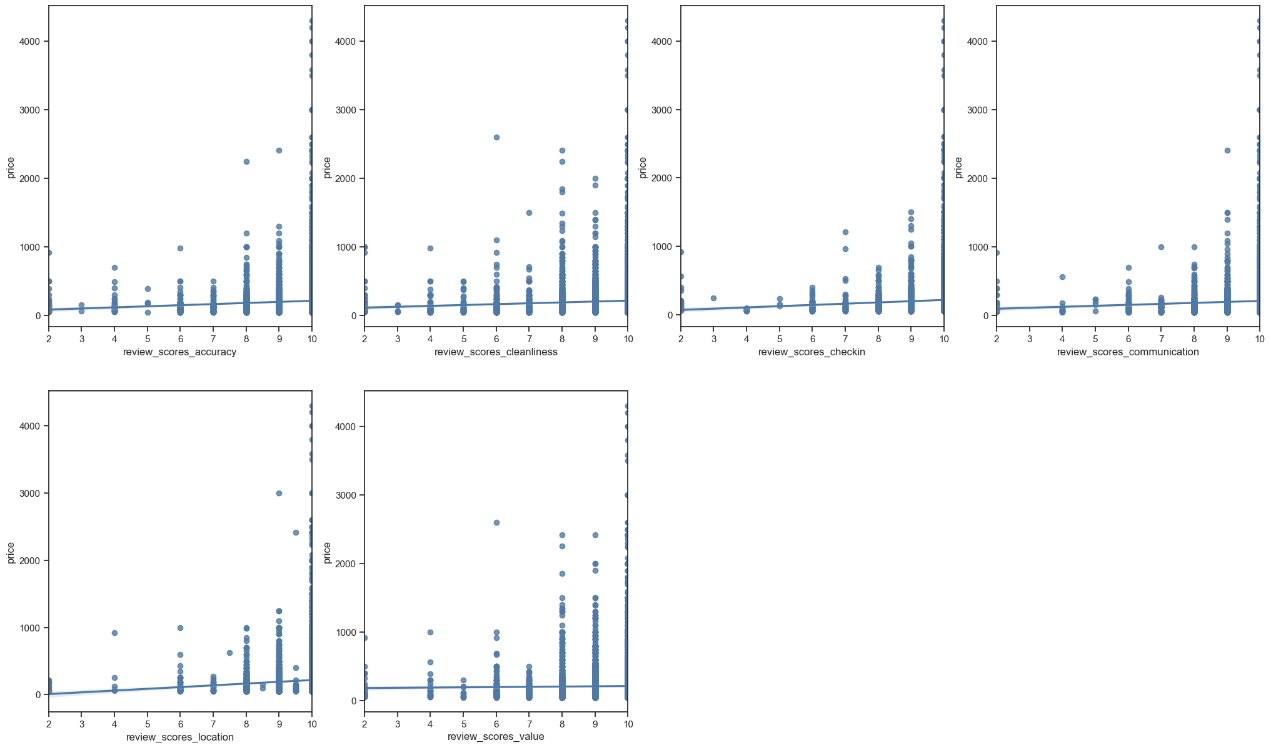 4000
3000
2000
1000
0
price
2 3 4 5 6 7 8 9 10
review_scores_accuracy
4000
3000
2000
1000
0
price
2 3 4 5 6 7 8 9 10
review_scores_cleanliness
4000
3000
2000
1000
0
price
2 3 4 5 6 7 8 9 10
review_scores_checkin
4000
3000
2000
1000
0
price
2 3 4 5 6 7 8 9 10
review_scores_communication
4000
3000
2000
1000
0
price
2 3 4 5 6 7 8 9 10
review_scores_location
4000
3000
2000
1000
0
price
2 3 4 5 6 7 8 9 10
review_scores_value